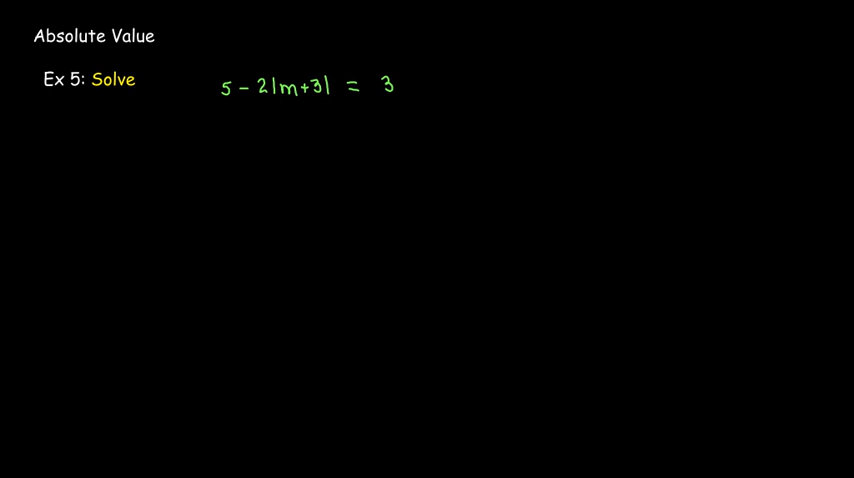 Absolute Value
Ex 5: Solve 5 - 2|m+3| = 3